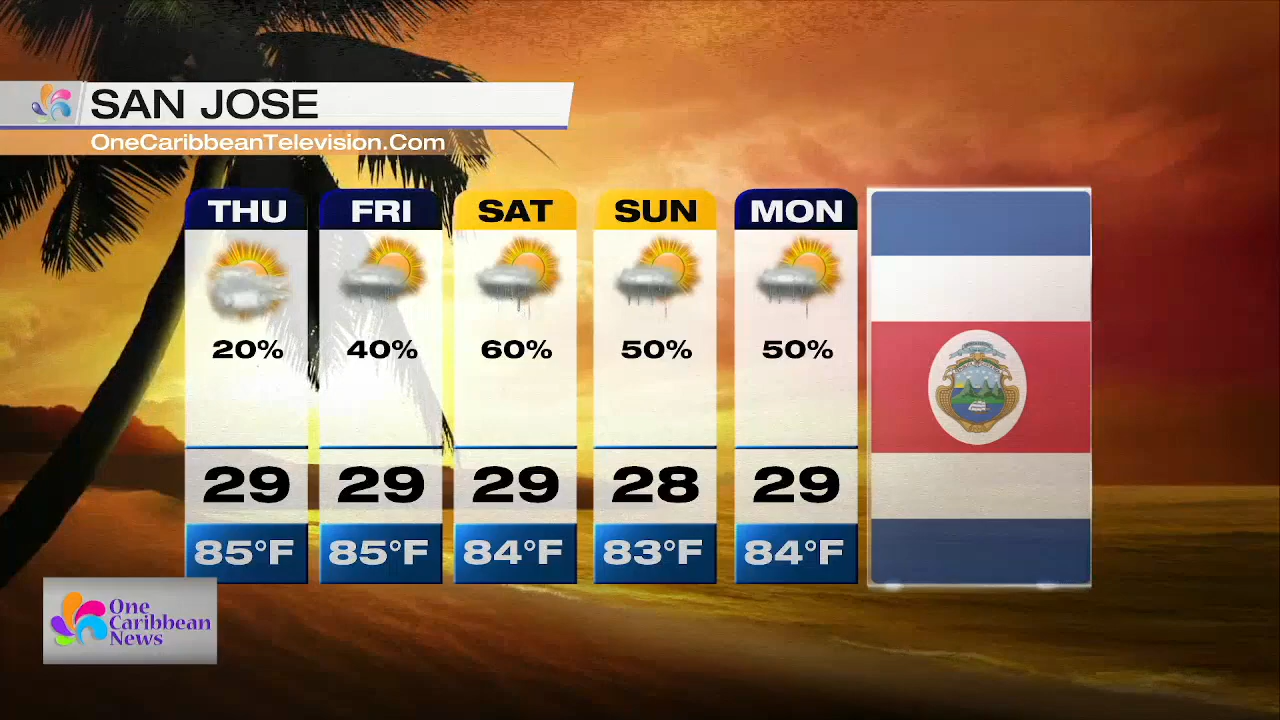 SAN JOSE
OneCaribbeanTelevision.Com
THU FRI SAT SUN MON
20% 40% 60% 50% 50%
29 29 29 28 29
85°F 85°F 84°F 83°F 84°F
One
Caribbean
News